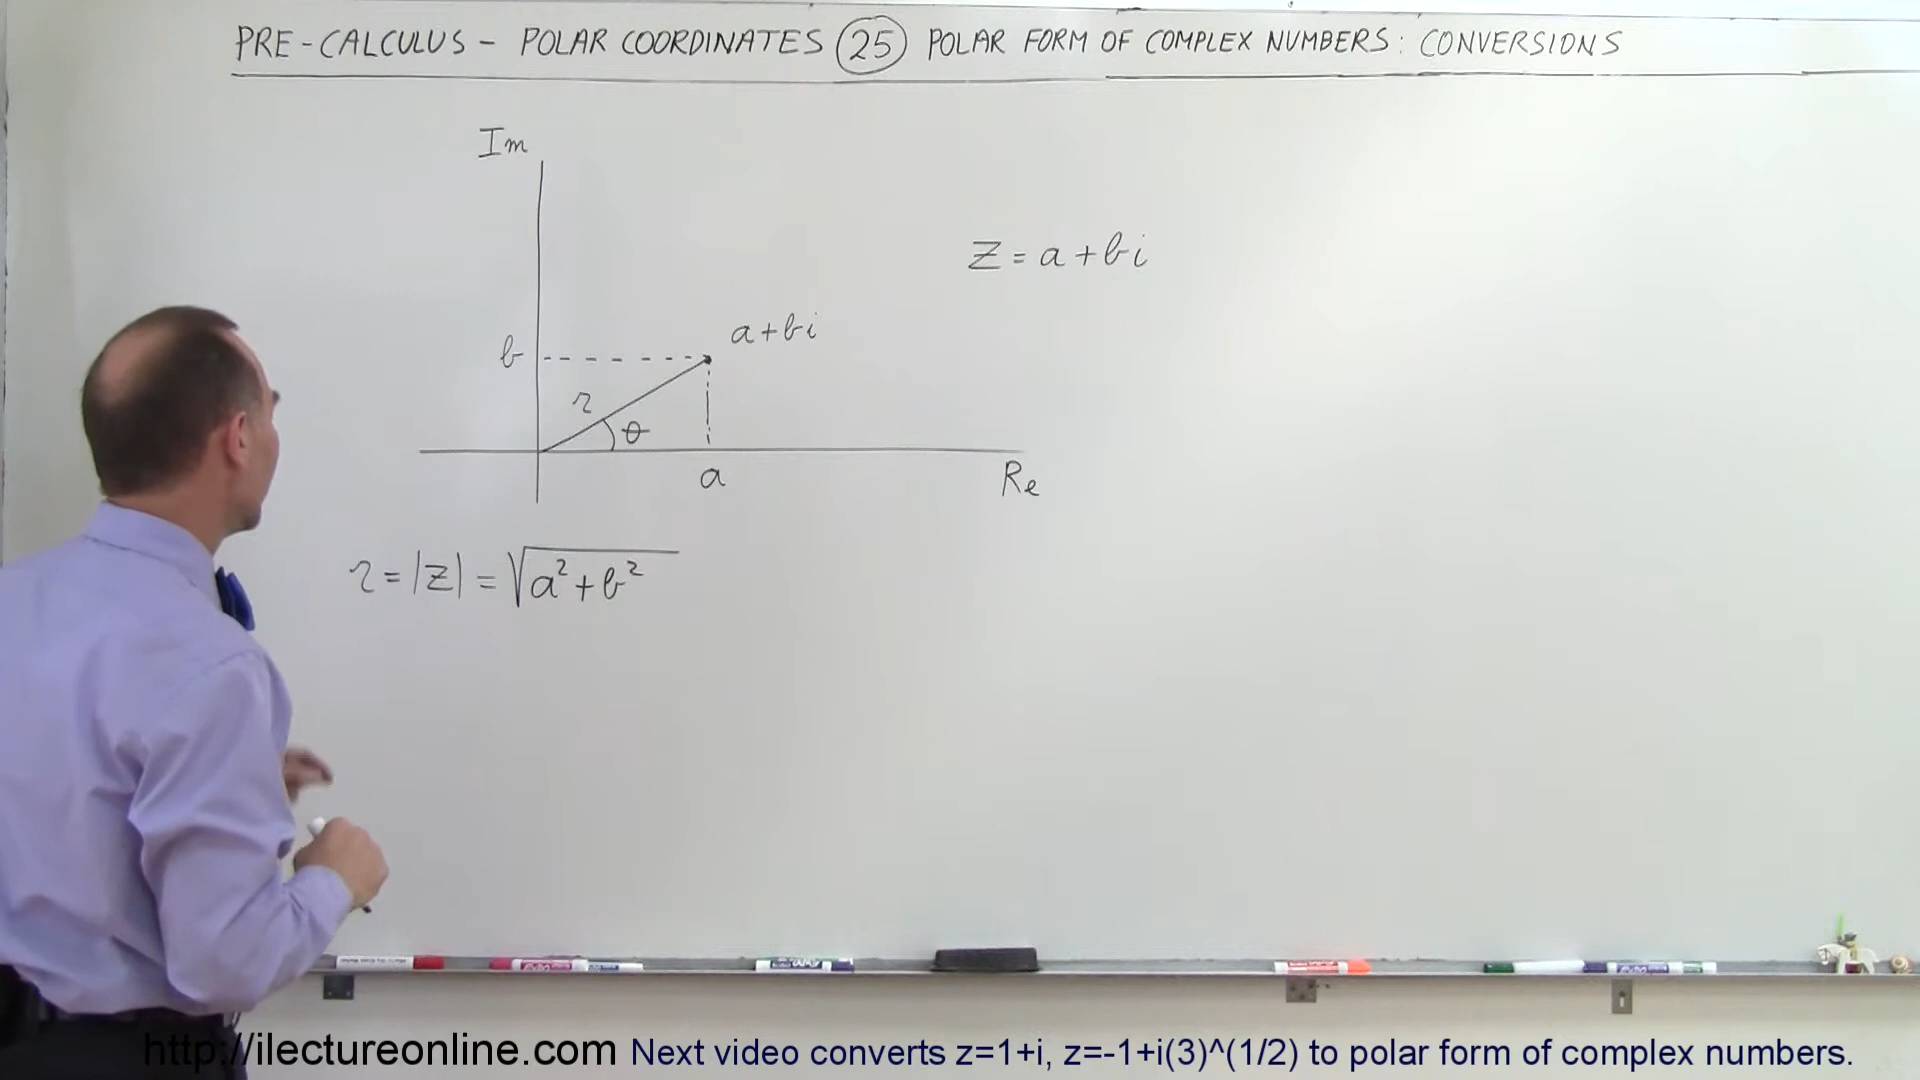 PRE-CALCULUS - POLAR COORDINATES 25 POLAR FORM OF COMPLEX NUMBERS: CONVERSIONS
Im
z = a + bi
a+bi
b
r
θ
a
Re
r = |z| = √a²+b²
http://ilectureonline.com Next video converts z=1+i, z=-1+i(3)^(1/2) to polar form of complex numbers.